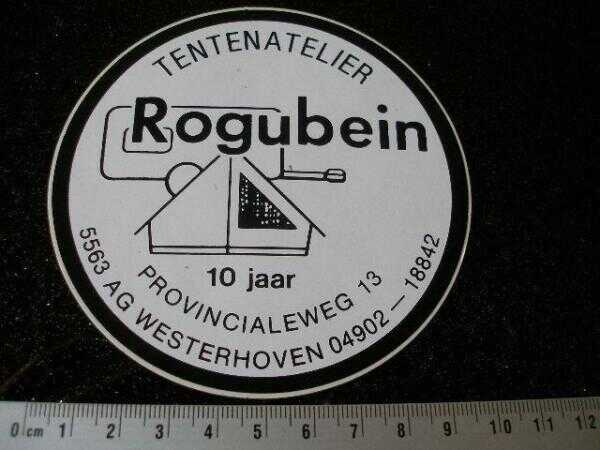 TENTENATELIER
Rogubein
10 jaar
PROVINCIALEWEG 13
5563 AG WESTERHOVEN 04902 — 18842
0 cm 1 2 3 4 5 6 7 8 9 10 11 12